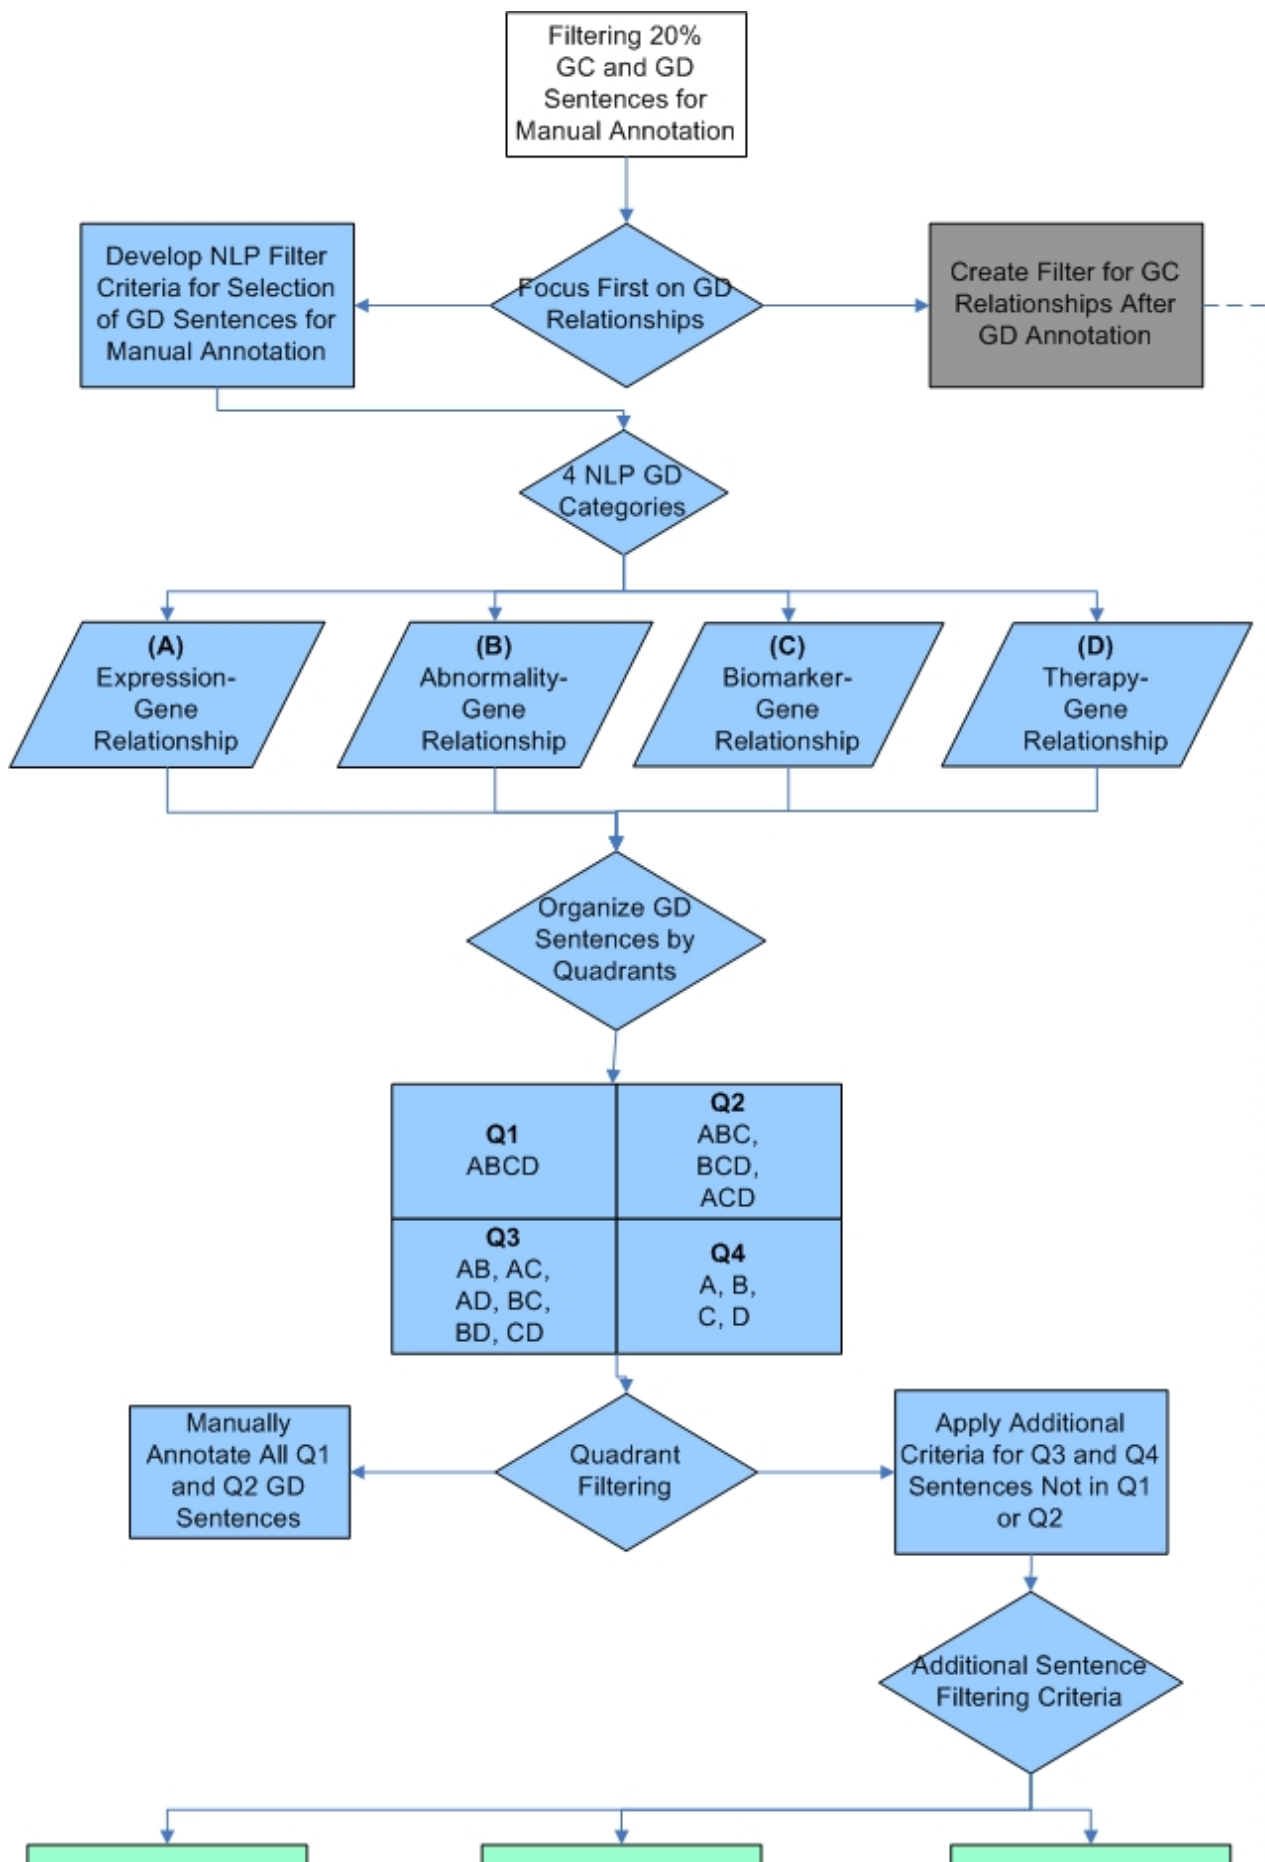 Filtering 20%
GC and GD
Sentences for
Manual Annotation
Develop NLP Filter
Criteria for Selection
of GD Sentences for
Manual Annotation
Focus First on GD
Relationships
Create Filter for GC
Relationships After
GD Annotation
4 NLP GD
Categories
(A)
Expression-
Gene
Relationship
(B)
Abnormality-
Gene
Relationship
(C)
Biomarker-
Gene
Relationship
(D)
Therapy-
Gene
Relationship
Organize GD
Sentences by
Quadrants
Q1
ABCD
Q2
ABC,
BCD,
ACD
Q3
AB, AC,
AD, BC,
BD, CD
Q4
A, B,
C, D
Manually
Annotate All Q1
and Q2 GD
Sentences
Quadrant
Filtering
Apply Additional
Criteria for Q3 and Q4
Sentences Not in Q1
or Q2
Additional Sentence
Filtering Criteria